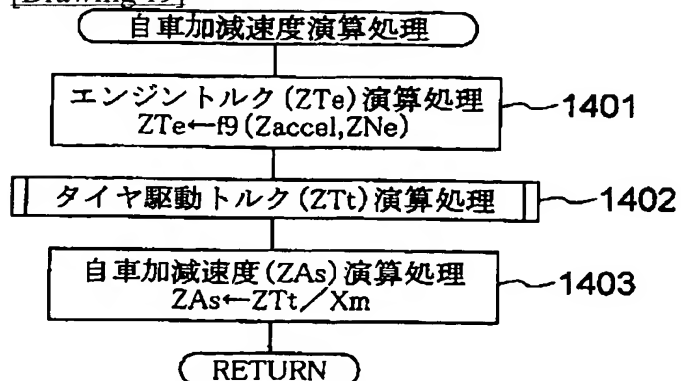 自車加減速度演算処理
エンジントルク(ZTe)演算処理
ZTe←f9(Zaccel,ZNe)
1401
タイヤ駆動トルク(ZTt)演算処理
1402
自車加減速度(ZAs)演算処理
ZAs←ZTt/Xm
1403
RETURN